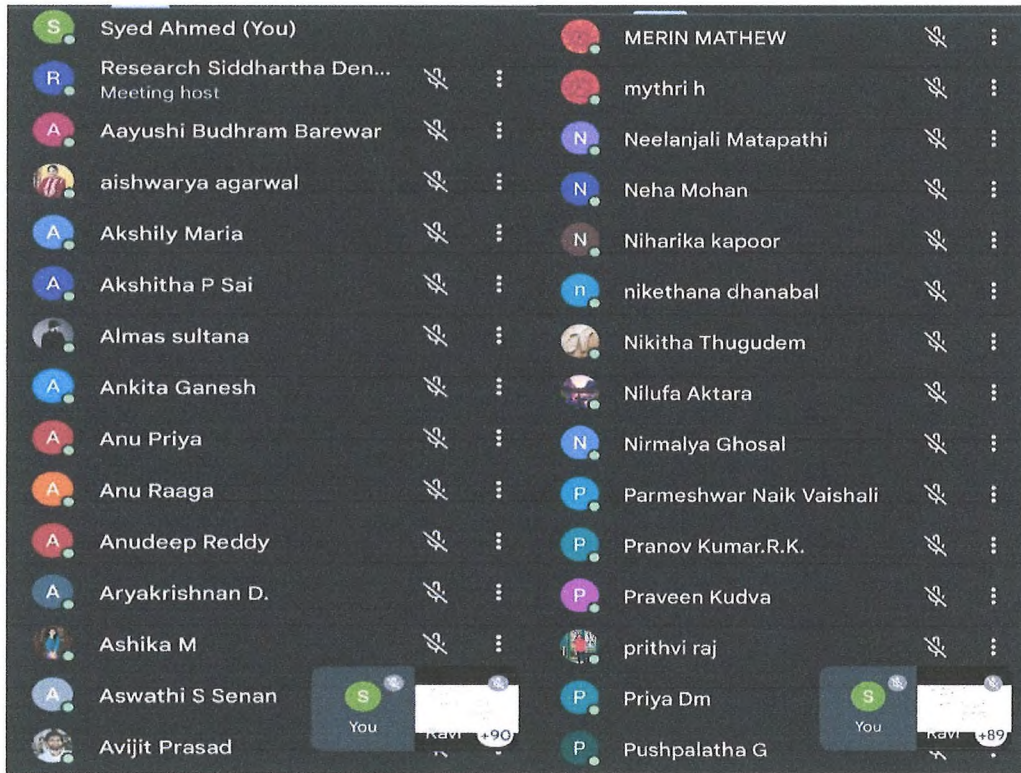 S Syed Ahmed (You)
R Research Siddhartha Den...
Meeting host
A Aayushi Budhram Barewar
aishwarya agarwal
A Akshily Maria
A Akshitha P Sai
Almas sultana
A Ankita Ganesh
A Anu Priya
A Anu Raaga
A Anudeep Reddy
A Aryakrishnan D.
Ashika M
A Aswathi S Senan
Avijit Prasad
S
You
Ravi +90
MERIN MATHEW
mythri h
N Neelanjali Matapathi
N Neha Mohan
N Niharika kapoor
n nikethana dhanabal
Nikitha Thugudem
Nilufa Aktara
N Nirmalya Ghosal
P Parmeshwar Naik Vaishali
P Pranov Kumar.R.K.
P Praveen Kudva
prithvi raj
P Priya Dm
P Pushpalatha G
S
You
Ravi +89